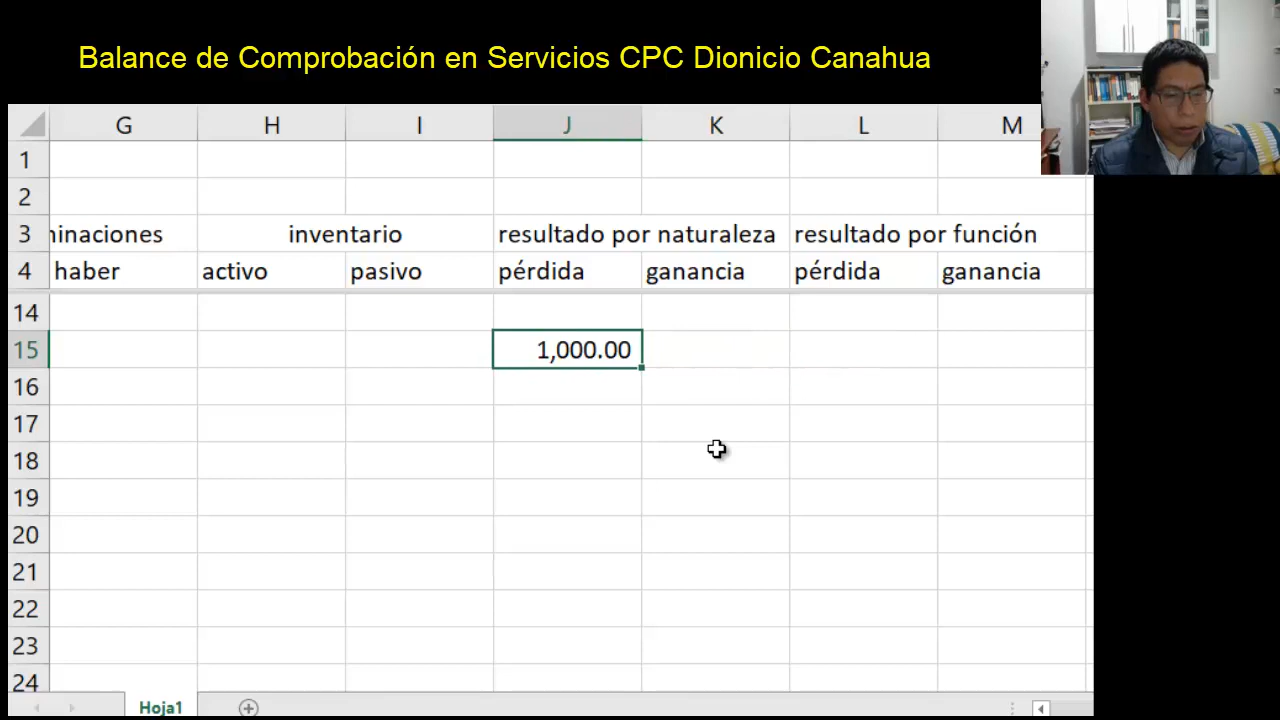 Balance de Comprobación en Servicios CPC Dionicio Canahua
G H I J K L M
1
2
3 ninaciones inventario resultado por naturaleza resultado por función
4 haber activo pasivo pérdida ganancia pérdida ganancia
14
15 1,000.00
16
17
18
19
20
21
22
23
24
Hoja1